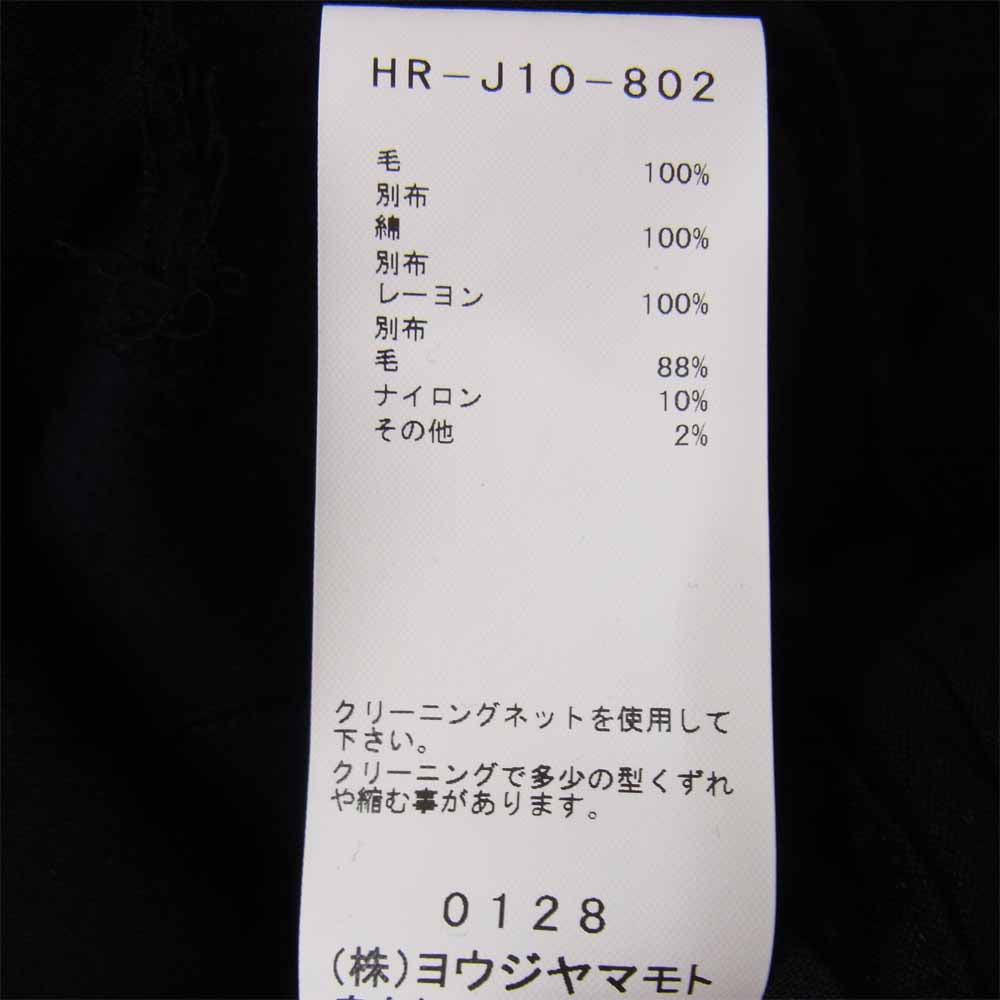 HR-J10-802
毛 100%
別布
綿 100%
別布
レーヨン 100%
別布
毛 88%
ナイロン 10%
その他 2%
クリーニングネットを使用して
下さい。
クリーニングで多少の型くずれ
や縮む事があります。
0128
(株)ヨウジヤマモト